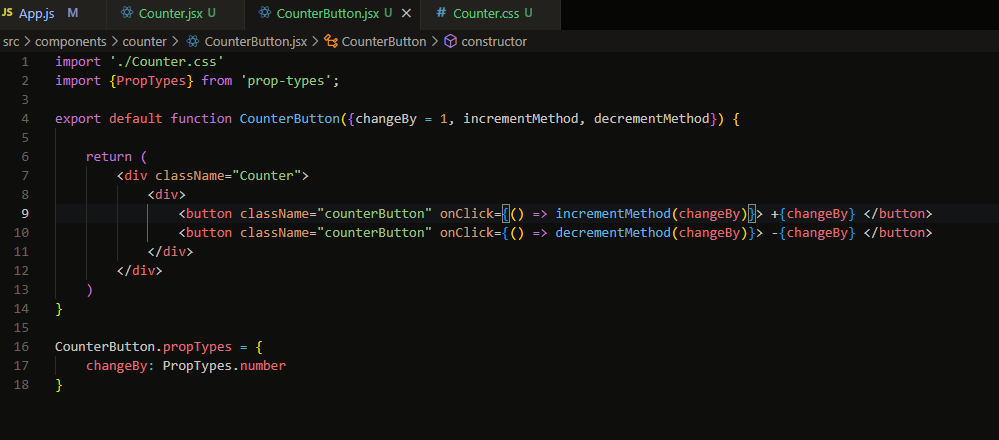 JS App.js M Counter.jsx U CounterButton.jsx U × # Counter.css U
src > components > counter > CounterButton.jsx > CounterButton > constructor
1 import './Counter.css'
2 import {PropTypes} from 'prop-types';
3
4 export default function CounterButton({changeBy = 1, incrementMethod, decrementMethod}) {
5
6 return (
7 <div className="Counter">
8 <div>
9 <button className="counterButton" onClick={() => incrementMethod(changeBy)}> +{changeBy} </button>
10 <button className="counterButton" onClick={() => decrementMethod(changeBy)}> -{changeBy} </button>
11 </div>
12 </div>
13 )
14 }
15
16 CounterButton.propTypes = {
17 changeBy: PropTypes.number
18 }